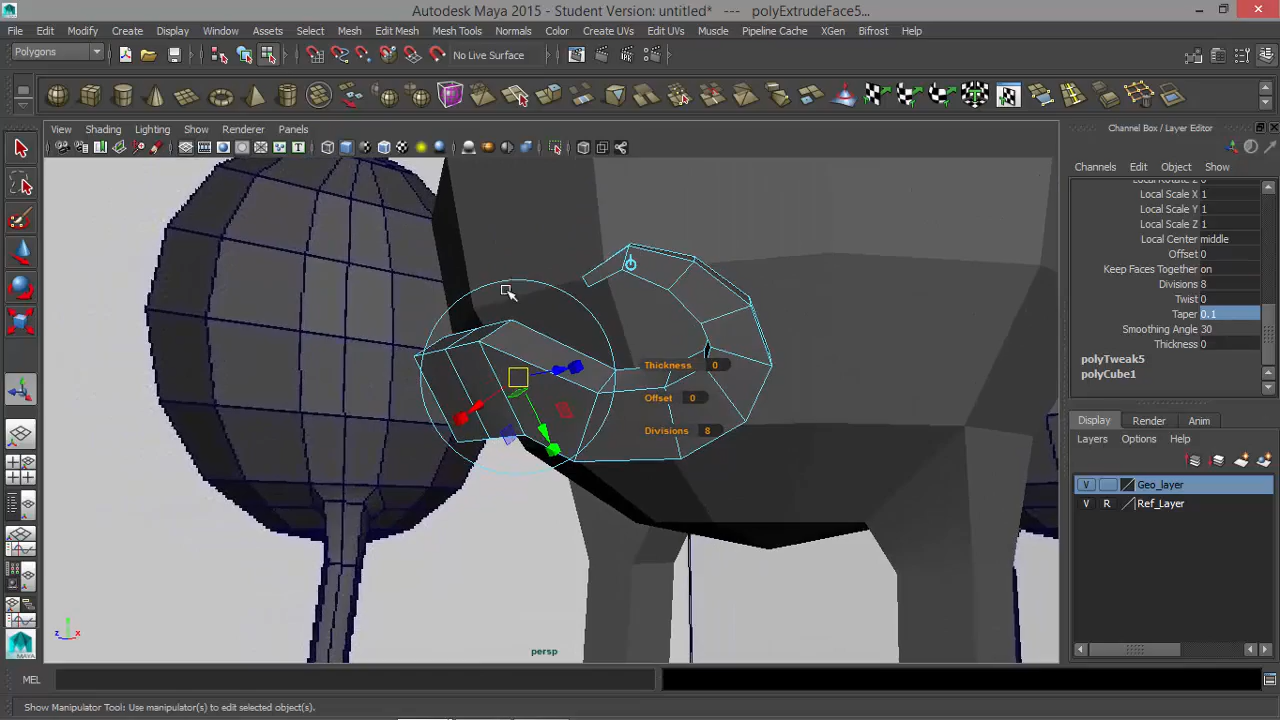 Autodesk Maya 2015 - Student Version: untitled* --- polyExtrudeFace5...
File Edit Modify Create Display Window Assets Select Mesh Edit Mesh Mesh Tools Normals Color Create UVs Edit UVs Muscle Pipeline Cache XGen Bifrost Help
Polygons
No Live Surface
View Shading Lighting Show Renderer Panels
Channel Box / Layer Editor
Channels Edit Object Show
Local Scale X 1
Local Scale Y 1
Local Scale Z 1
Local Center middle
Offset 0
Keep Faces Together on
Divisions 8
Twist 0
Taper 0.1
Smoothing Angle 30
Thickness 0
polyTweak5
polyCube1
Thickness 0
Offset 0
Divisions 8
Display Render Anim
Layers Options Help
V Geo_layer
V R Ref_Layer
z x
persp
MEL
Show Manipulator Tool: Use manipulator(s) to edit selected object(s).